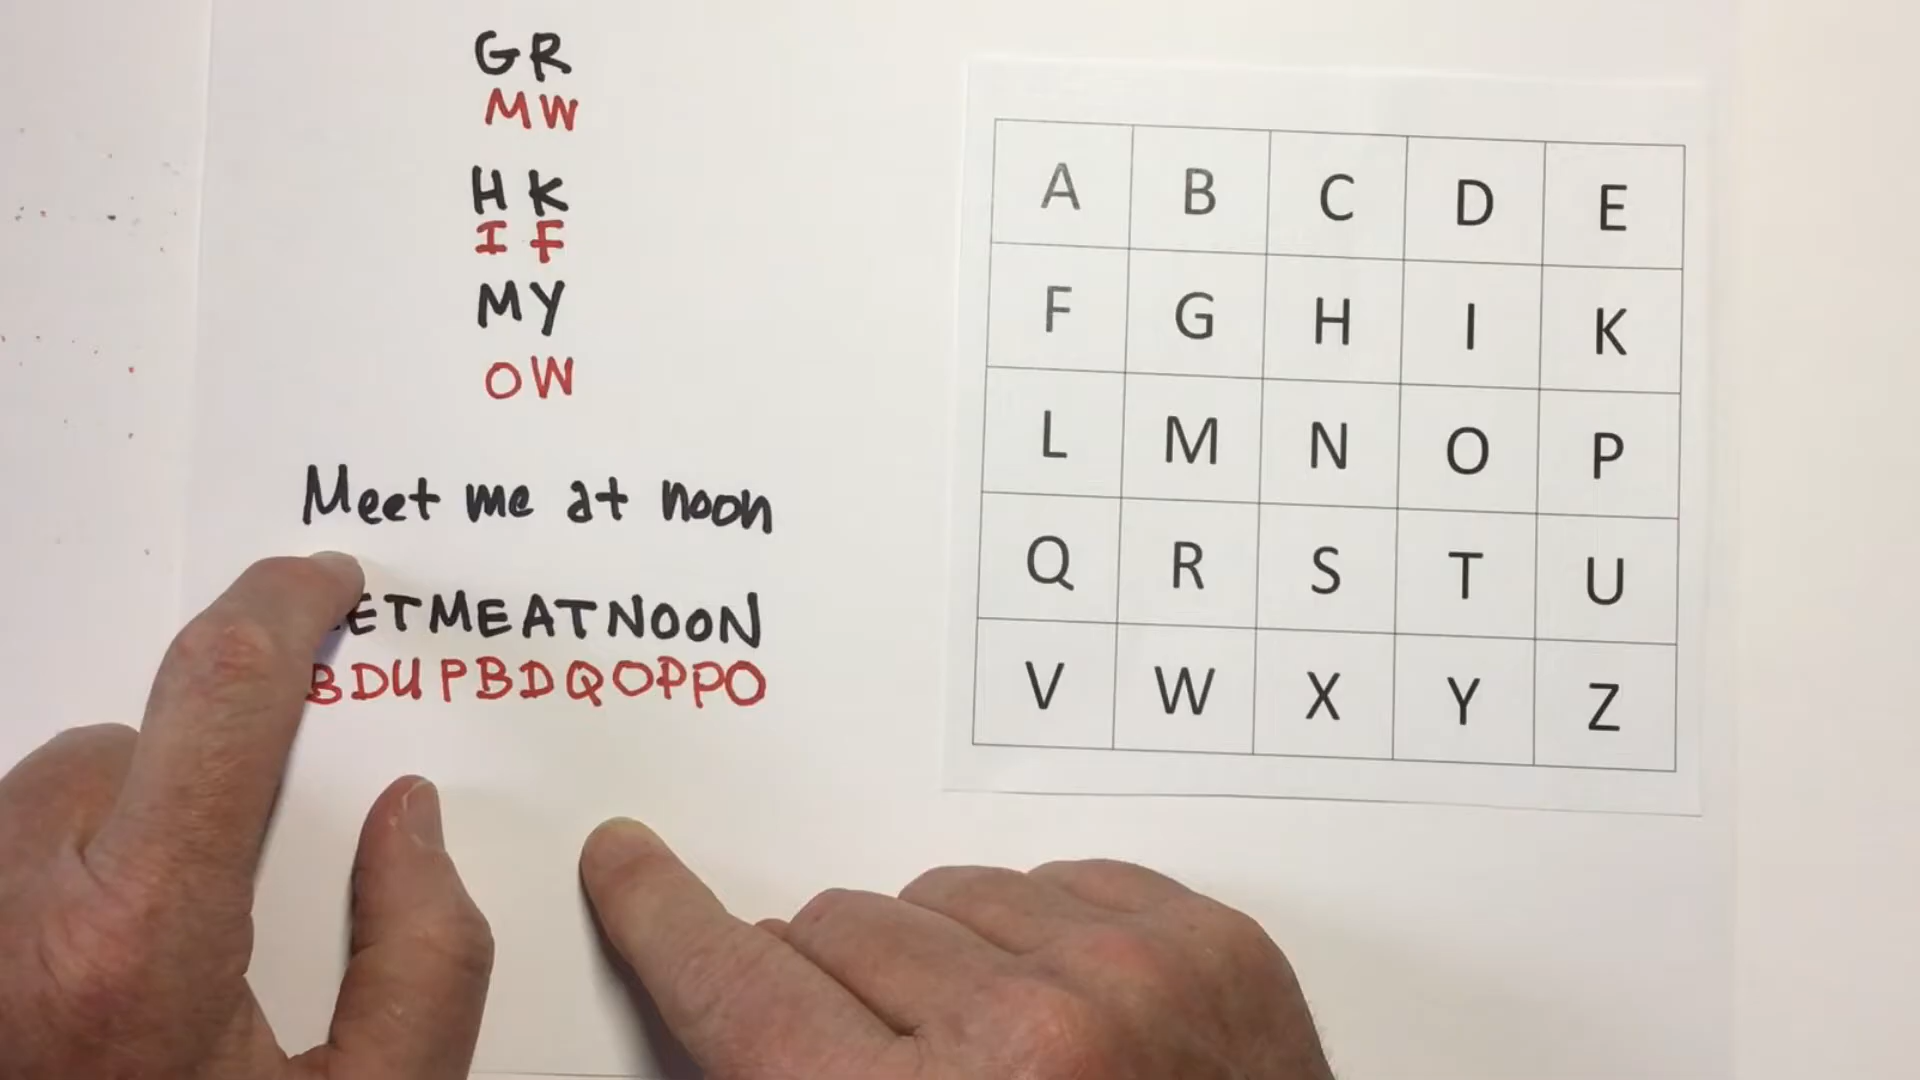 GR
MW
HK
IF
MY
OW
Meet me at noon
ETMEATNOON
BDUPBDQOPPO
A B C D E
F G H I K
L M N O P
Q R S T U
V W X Y Z